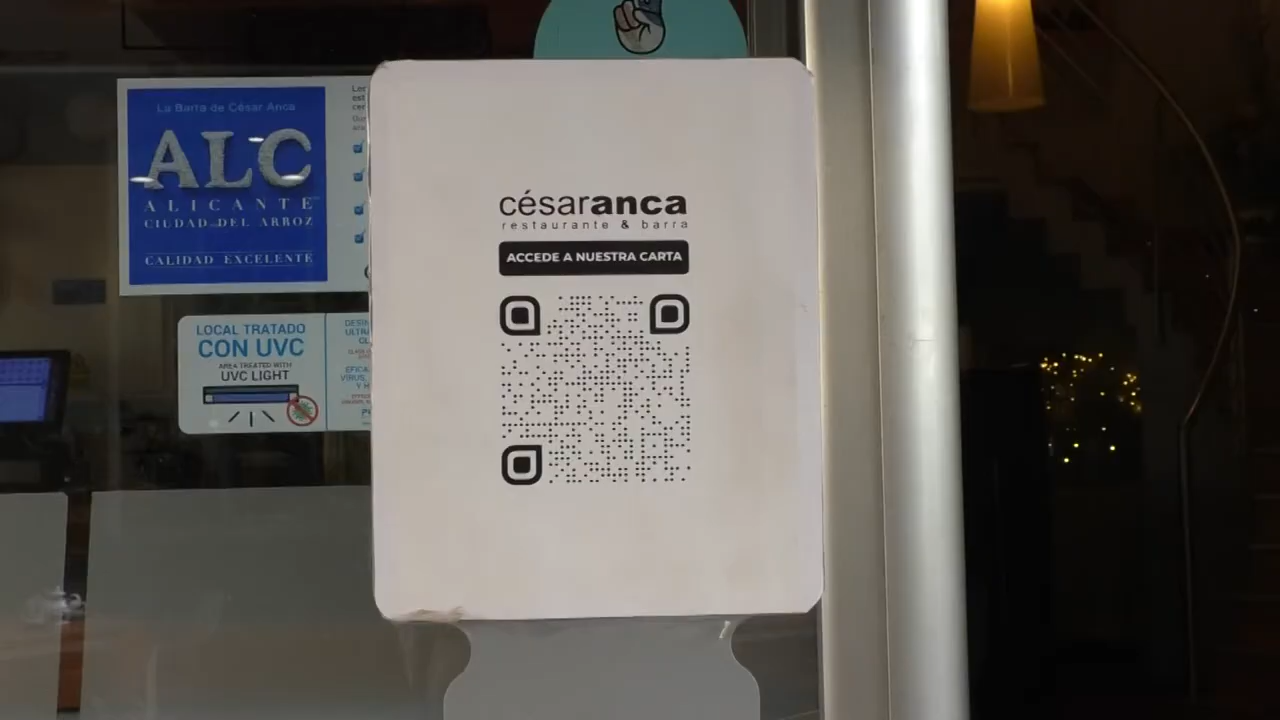 La Barra de César Anca
ALC
ALICANTE
CIUDAD DEL ARROZ
CALIDAD EXCELENTE
LOCAL TRATADO
CON UVC
AREA TREATED WITH
UVC LIGHT
césaranca
restaurante & barra
ACCEDE A NUESTRA CARTA